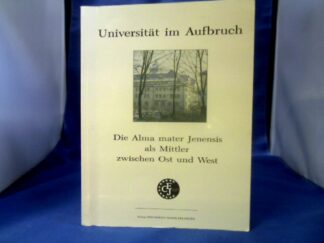 Universität im Aufbruch
Die Alma mater Jenensis
als Mittler
zwischen Ost und West